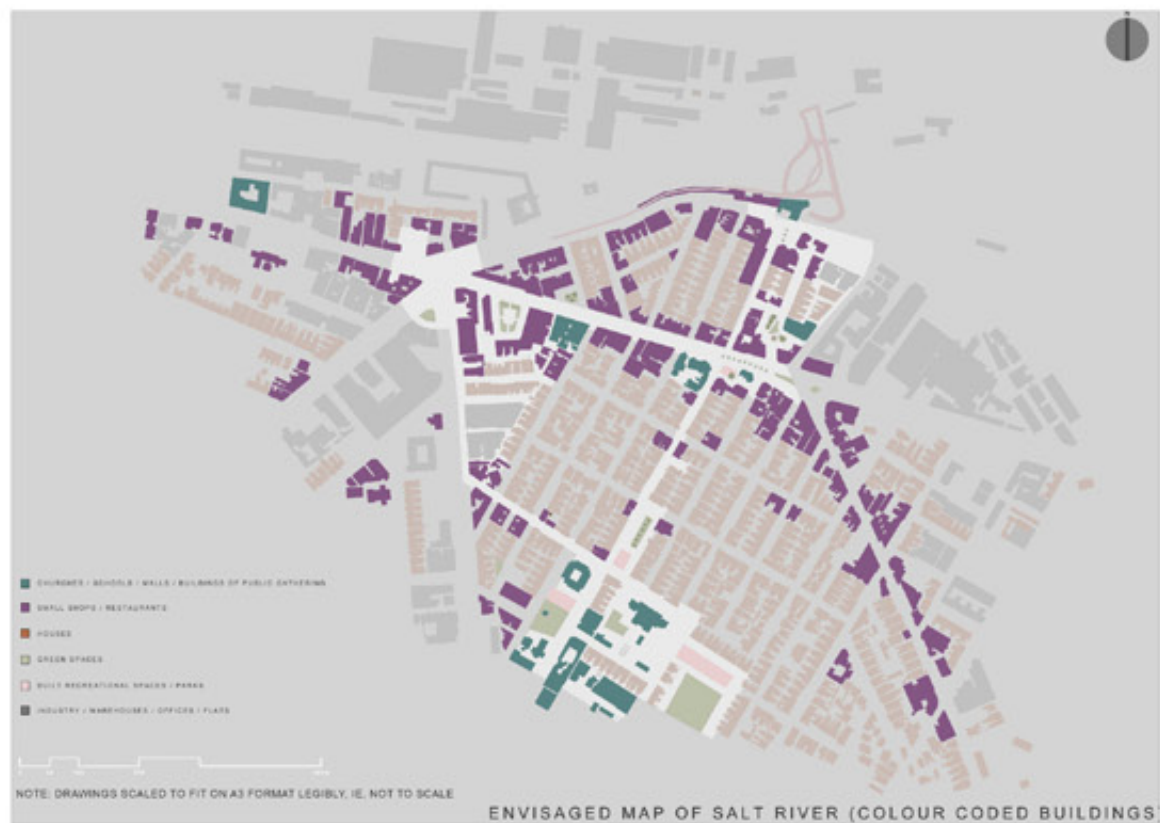 CHURCHES / SCHOOLS / HALLS / BUILDINGS OF PUBLIC GATHERING
SMALL SHOPS / RESTAURANTS
HOUSES
GREEN SPACES
BUILT RECREATIONAL SPACES / PARKS
INDUSTRY / WAREHOUSES / OFFICES / FLATS
NOTE: DRAWINGS SCALED TO FIT ON A3 FORMAT LEGIBLY, IE. NOT TO SCALE
ENVISAGED MAP OF SALT RIVER (COLOUR CODED BUILDINGS)